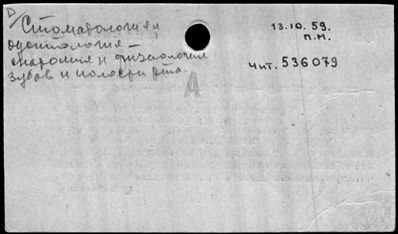 D/ Стоматология и
одонтология —
анатомия и физиология
зубов и полости рта.
13.10.59.
П.М.
Чит. 536079